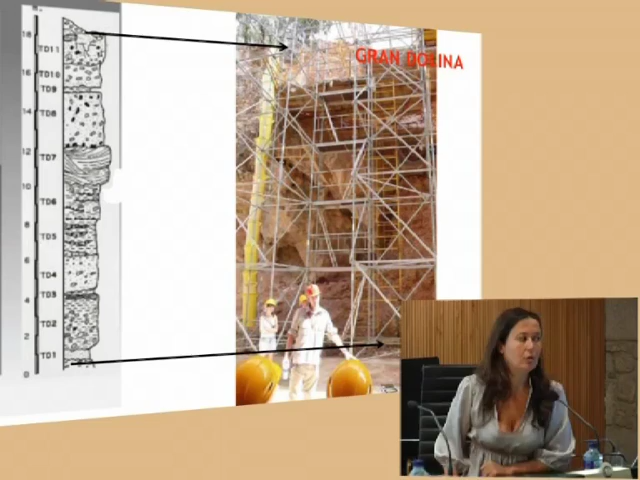 GRAN DOLINA
18
TD11
16
TD10
TD9
14
TD8
12
TD7
10
TD6
8
TD5
6
TD4
4
TD3
TD2
2
TD1
0